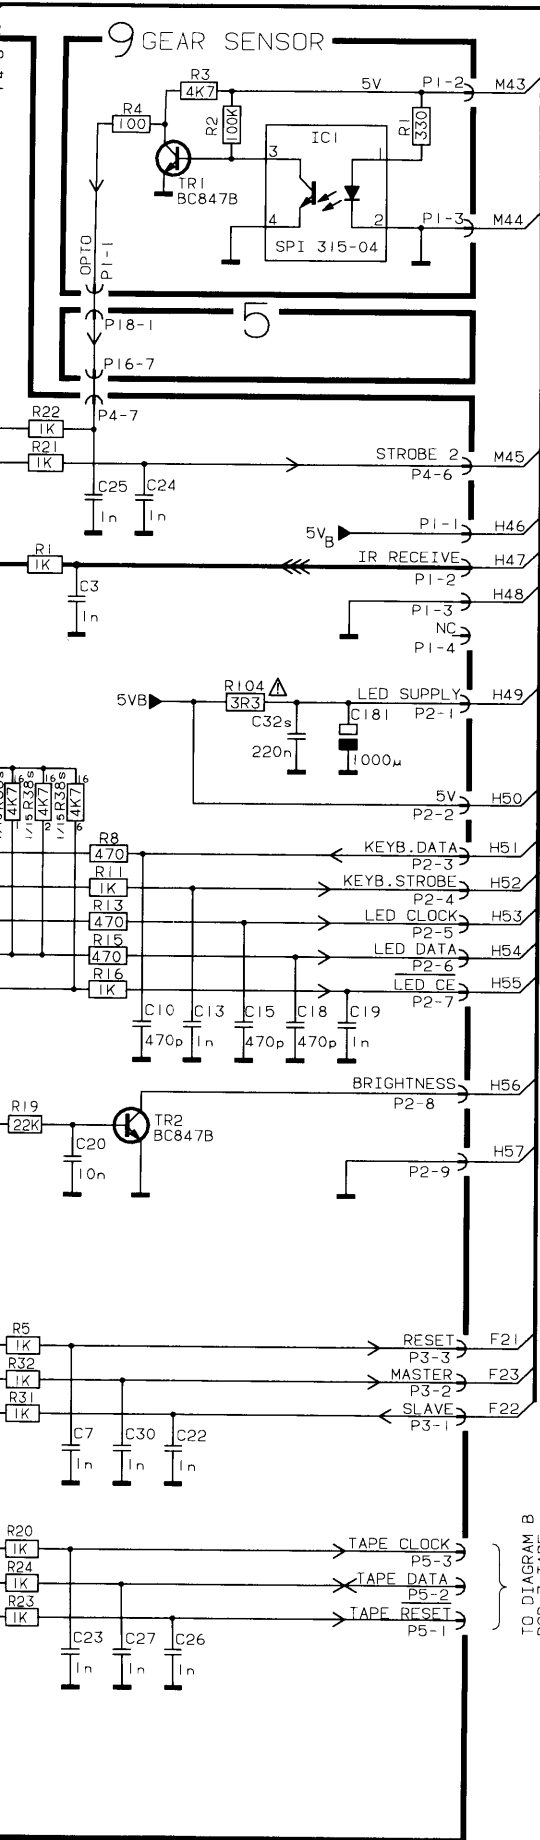 9 GEAR SENSOR
R3
4K7
5V
P1-2
M43
R4
100
R2
100K
R1
330
IC1
3
1
TR1
BC847B
4
2
P1-3
M44
SPI 315-04
OPTO
P1-1
5
P18-1
P16-7
P4-7
R22
1K
R21
1K
STROBE 2
P4-6
M45
C25
1n
C24
1n
5VB
P1-1
H46
R1
1K
IR RECEIVE
P1-2
H47
C3
1n
P1-3
H48
NC
P1-4
5VB
R104
3R3
LED SUPPLY
P2-1
H49
C32s
220n
C181
1000µ
5V
P2-2
H50
1/15R38s
4K7
16
1
1/15R38s
4K7
16
2
4K7
16
6
R8
470
KEYB.DATA
P2-3
H51
R11
1K
KEYB.STROBE
P2-4
H52
R13
470
LED CLOCK
P2-5
H53
R15
470
LED DATA
P2-6
H54
R16
1K
LED CE
P2-7
H55
C10
470p
C13
1n
C15
470p
C18
470p
C19
1n
BRIGHTNESS
P2-8
H56
R19
22K
TR2
BC847B
C20
10n
P2-9
H57
R5
1K
RESET
P3-3
F21
R32
1K
MASTER
P3-2
F23
R31
1K
SLAVE
P3-1
F22
C7
1n
C30
1n
C22
1n
R20
1K
TAPE CLOCK
P5-3
R24
1K
TAPE DATA
P5-2
R23
1K
TAPE RESET
P5-1
C23
1n
C27
1n
C26
1n
TO DIAGRAM B